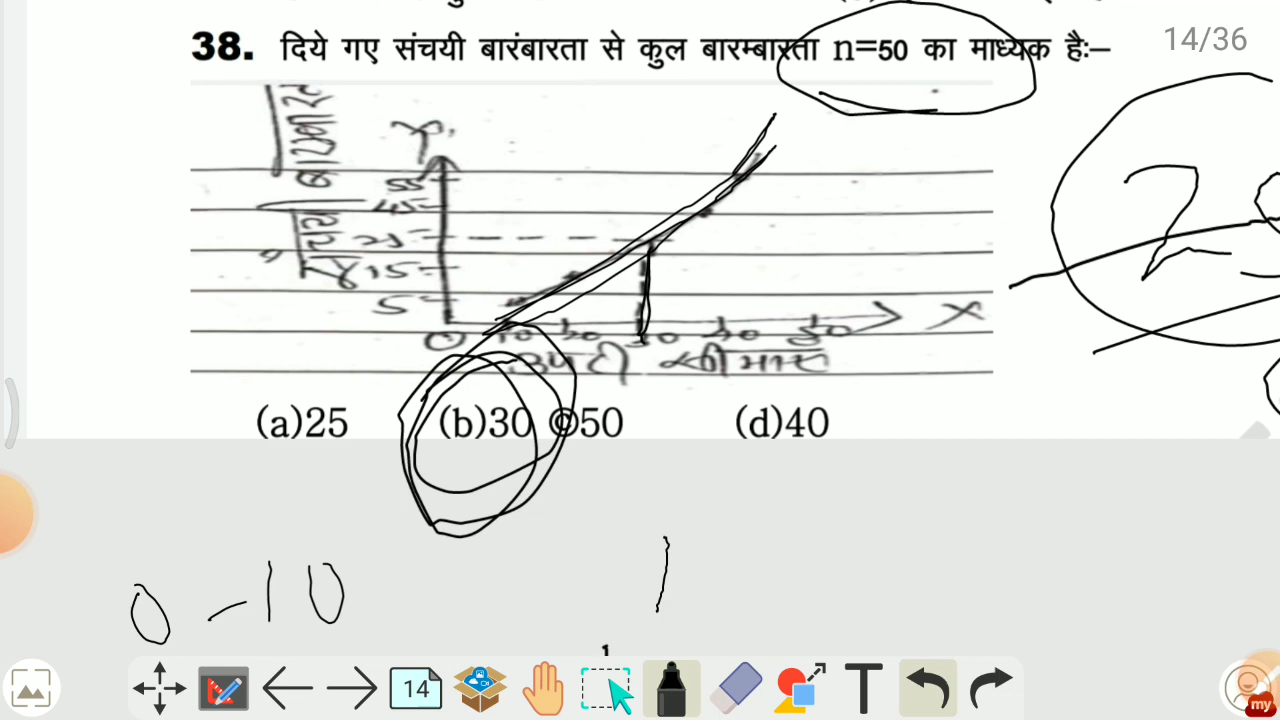 14/36
38. दिये गए संचयी बारंबारता से कुल बारम्बारता n=50 का माध्यक है:–
Y
55
45
25
15
5
0 10 20 30 40 50 X
(a)25 (b)30 ©50 (d)40
0 - 10
14
T
my